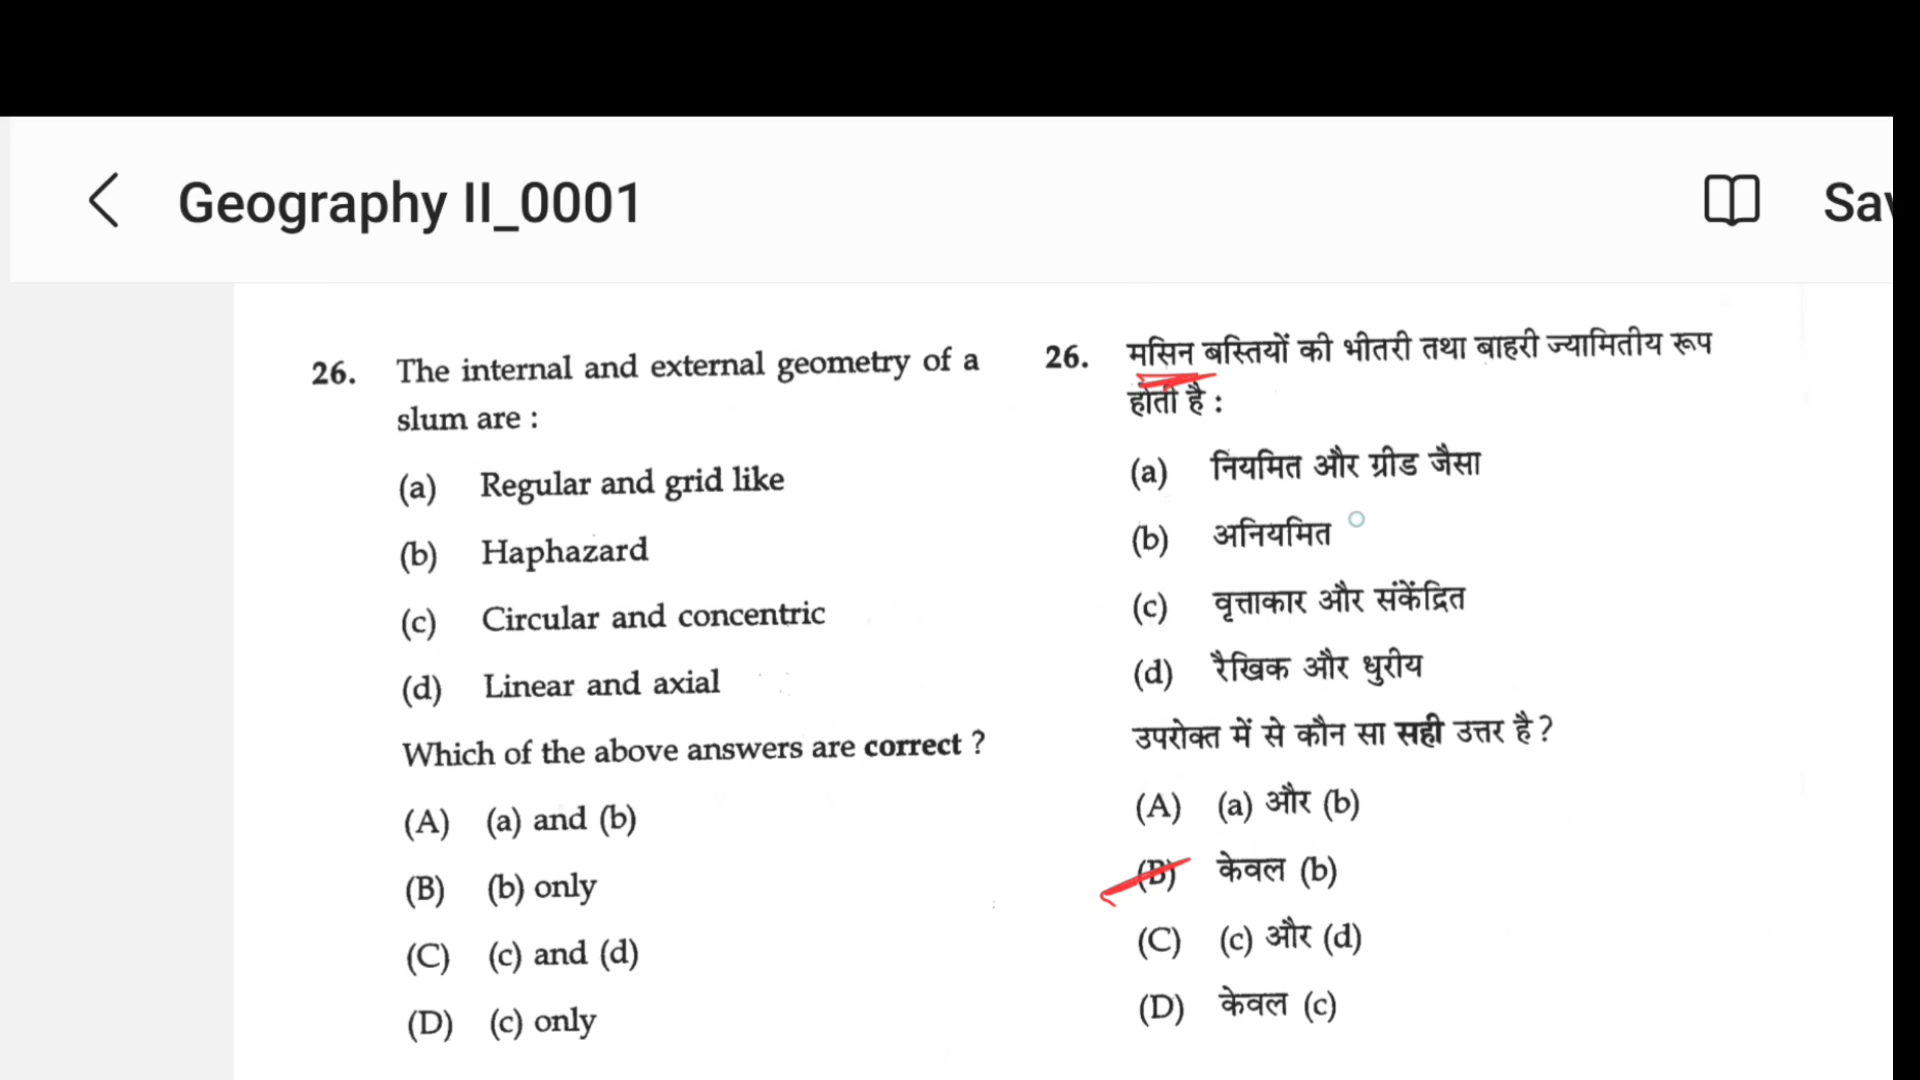 Geography II_0001
Sav
26. The internal and external geometry of a
slum are :
(a) Regular and grid like
(b) Haphazard
(c) Circular and concentric
(d) Linear and axial
Which of the above answers are correct ?
(A) (a) and (b)
(B) (b) only
(C) (c) and (d)
(D) (c) only
26. मसिन बस्तियों की भीतरी तथा बाहरी ज्यामितीय रूप
होती है :
(a) नियमित और ग्रीड जैसा
(b) अनियमित
(c) वृत्ताकार और संकेंद्रित
(d) रैखिक और धुरीय
उपरोक्त में से कौन सा सही उत्तर है ?
(A) (a) और (b)
(B) केवल (b)
(C) (c) और (d)
(D) केवल (c)